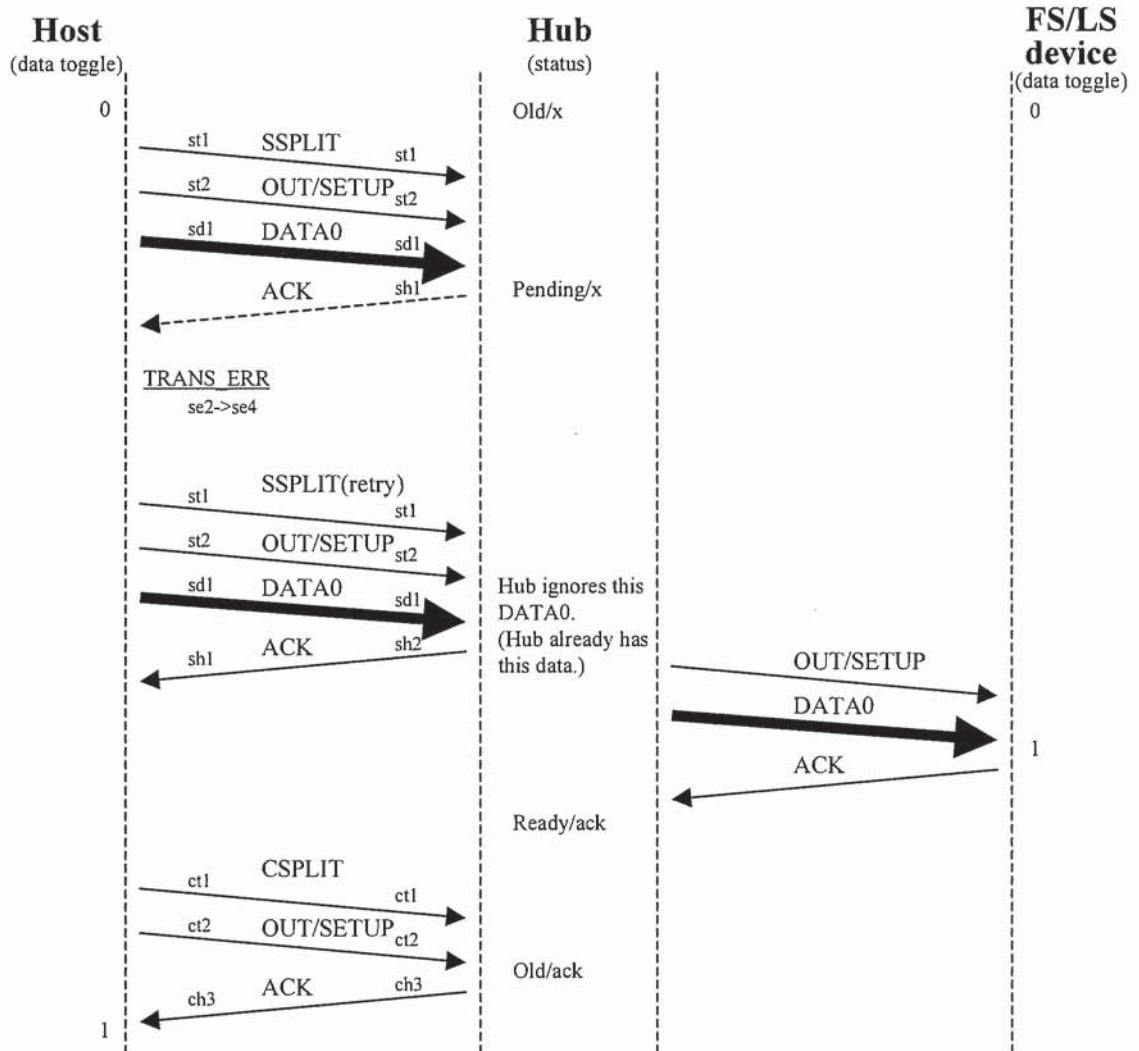 Host
(data toggle)
Hub
(status)
FS/LS
device
(data toggle)
0
Old/x
0
st1 SSPLIT st1
st2 OUT/SETUP st2
sd1 DATA0 sd1
ACK sh1
Pending/x
TRANS_ERR
se2->se4
SSPLIT(retry)
st1 st1
st2 OUT/SETUP st2
sd1 DATA0 sd1
Hub ignores this
DATA0.
(Hub already has
this data.)
sh1 ACK sh2
OUT/SETUP
DATA0
1
ACK
Ready/ack
CSPLIT
ct1 ct1
ct2 OUT/SETUP ct2
Old/ack
ch3 ACK ch3
1